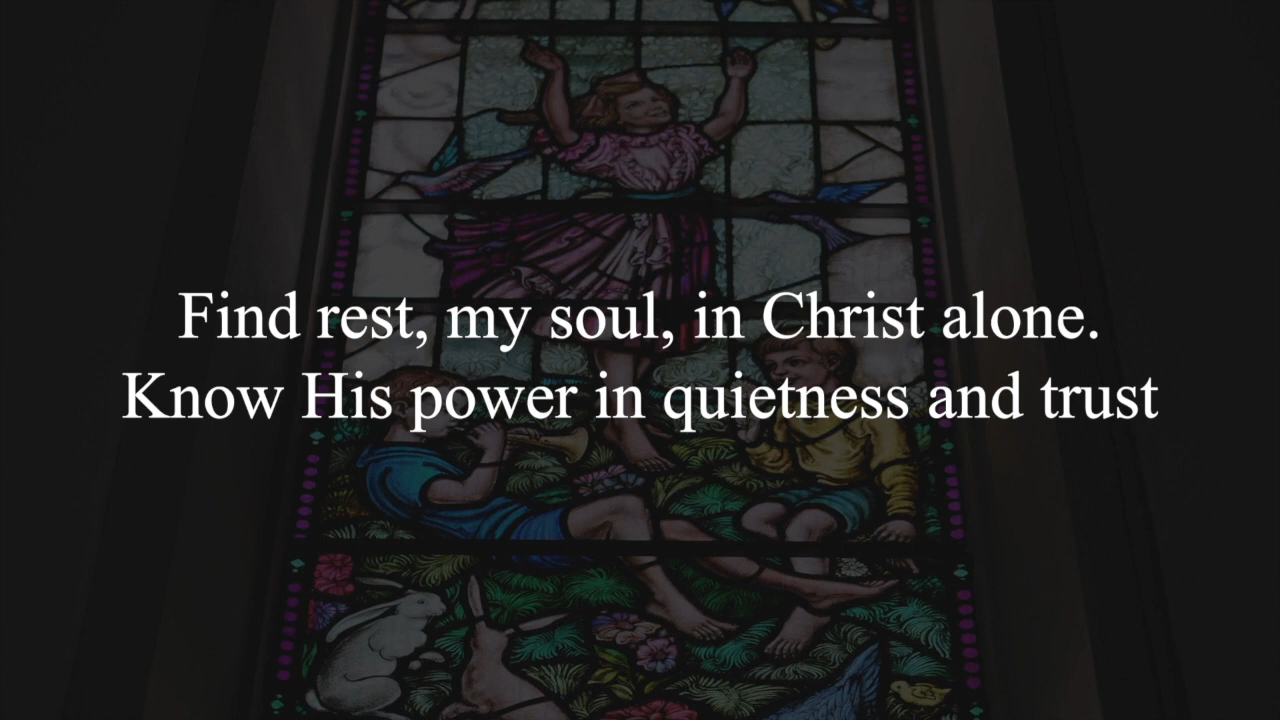 Find rest, my soul, in Christ alone.
Know His power in quietness and trust